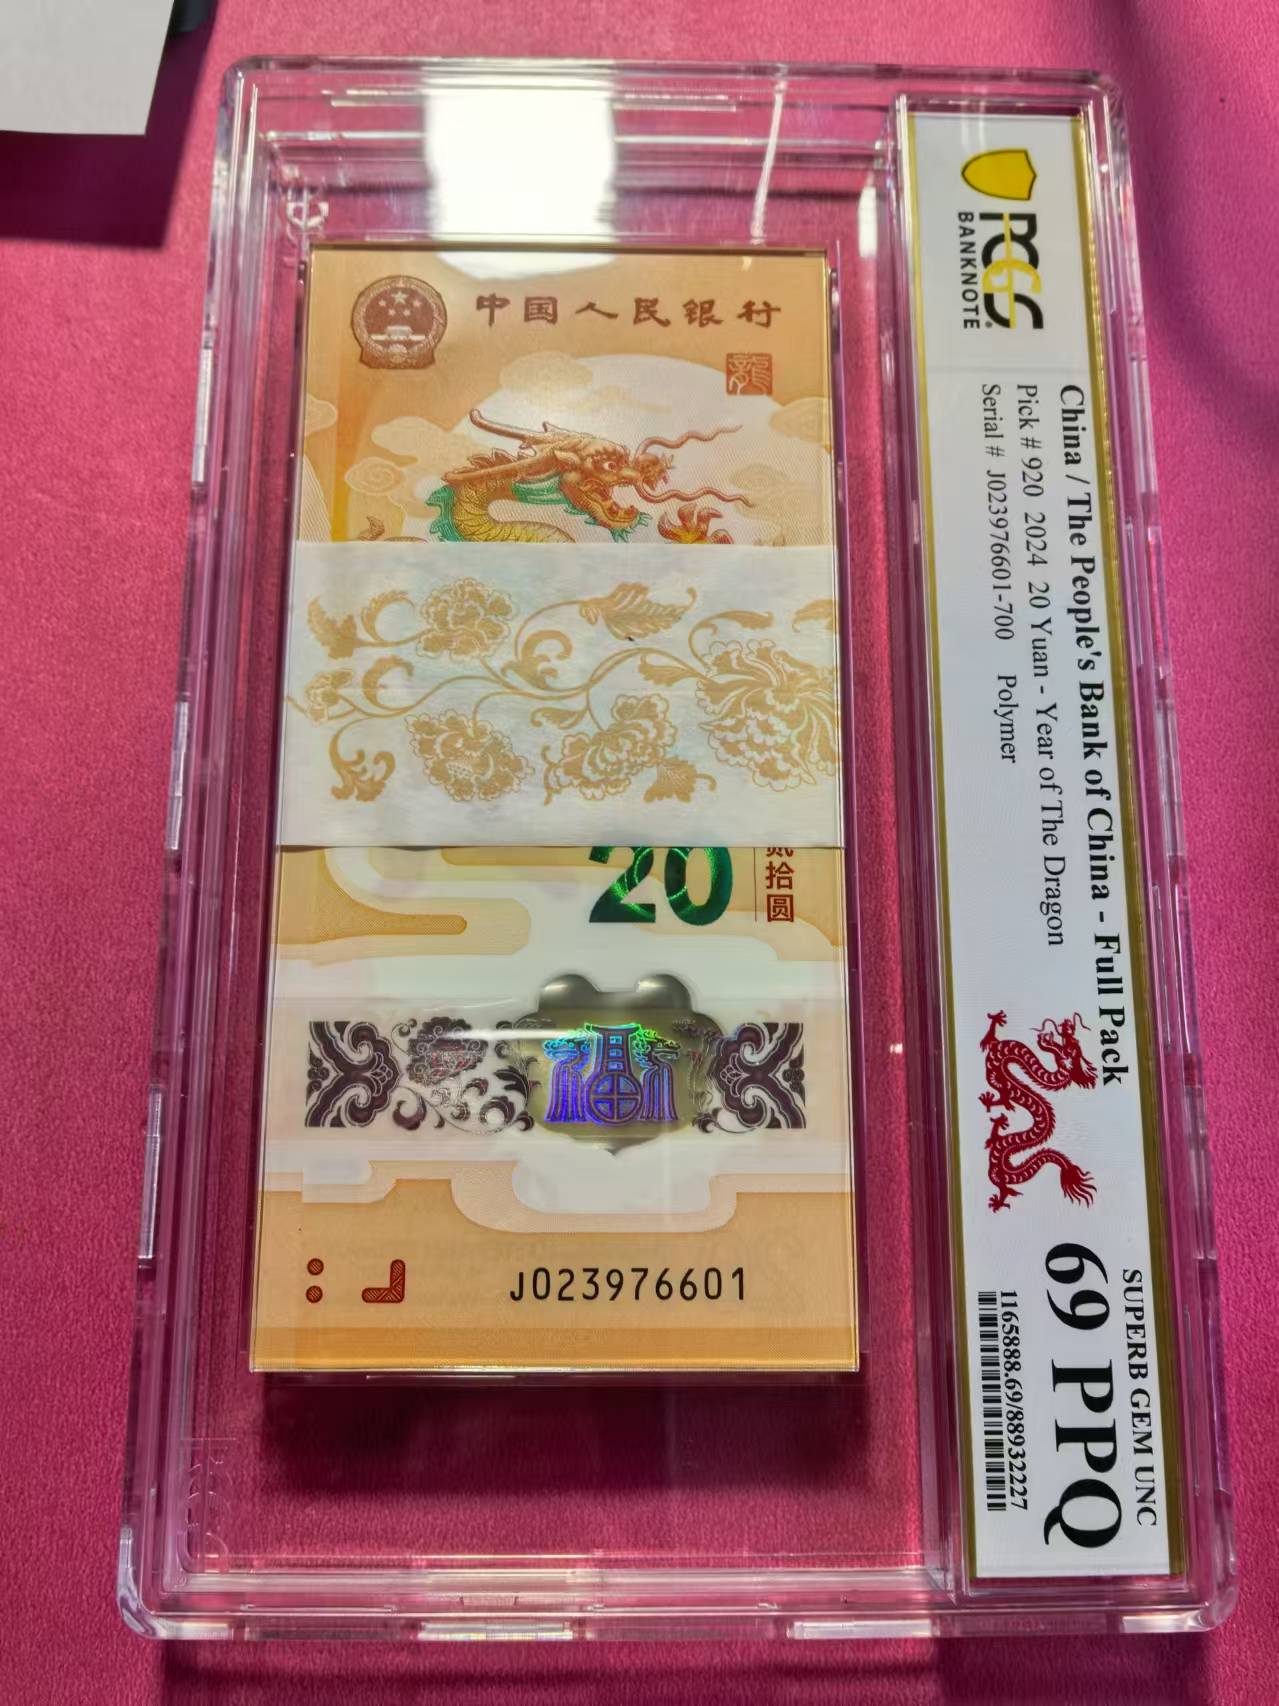 中国人民银行
龍
20
贰拾圆
J023976601
PCGS
BANKNOTE
China / The People's Bank of China - Full Pack
Pick # 920 2024 20 Yuan - Year of The Dragon
Serial # J023976601-700 Polymer
SUPERB GEM UNC
69 PPQ
1165888.69/88932227